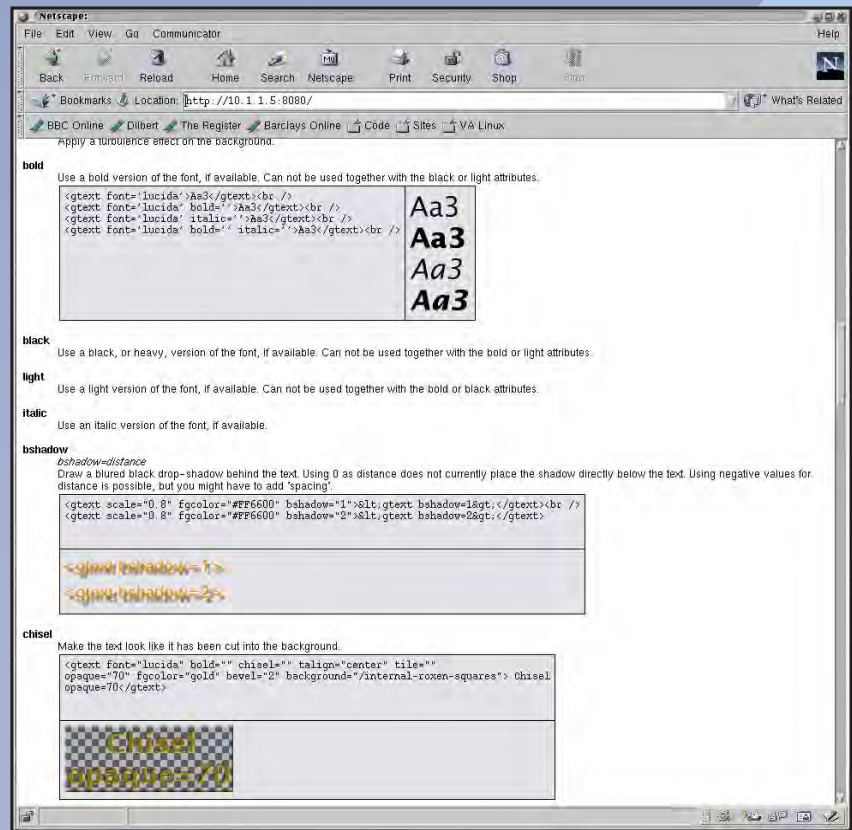 Netscape:
File Edit View Go Communicator Help
Back Forward Reload Home Search Netscape Print Security Shop Stop
N
Bookmarks Location: http://10.1.1.5:8080/ What's Related
BBC Online Dilbert The Register Barclays Online Code Sites VA Linux
Apply a turbulence effect on the background.
bold
Use a bold version of the font, if available. Can not be used together with the black or light attributes.
<gtext font='lucida'>Aa3</gtext><br />
<gtext font='lucida' bold=''>Aa3</gtext><br />
<gtext font='lucida' italic=''>Aa3</gtext><br />
<gtext font='lucida' bold='' italic=''>Aa3</gtext><br />
Aa3
Aa3
Aa3
Aa3
black
Use a black, or heavy, version of the font, if available. Can not be used together with the bold or light attributes.
light
Use a light version of the font, if available. Can not be used together with the bold or black attributes.
italic
Use an italic version of the font, if available.
bshadow
bshadow=distance
Draw a blured black drop-shadow behind the text. Using 0 as distance does not currently place the shadow directly below the text. Using negative values for
distance is possible, but you might have to add 'spacing'.
<gtext scale="0.8" fgcolor="#FF6600" bshadow="1">&lt;gtext bshadow=1&gt;</gtext><br />
<gtext scale="0.8" fgcolor="#FF6600" bshadow="2">&lt;gtext bshadow=2&gt;</gtext>
<gtext bshadow=1>
<gtext bshadow=2>
chisel
Make the text look like it has been cut into the background.
<gtext font="lucida" bold="" chisel="" talign="center" tile=""
opaque="70" fgcolor="gold" bevel="2" background="/internal-roxen-squares"> Chisel
opaque=70</gtext>
Chisel
opaque=70